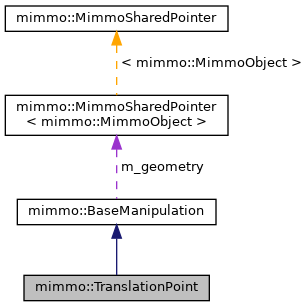 mimmo::MimmoSharedPointer
< mimmo::MimmoObject >
mimmo::MimmoSharedPointer
< mimmo::MimmoObject >
m_geometry
mimmo::BaseManipulation
mimmo::TranslationPoint